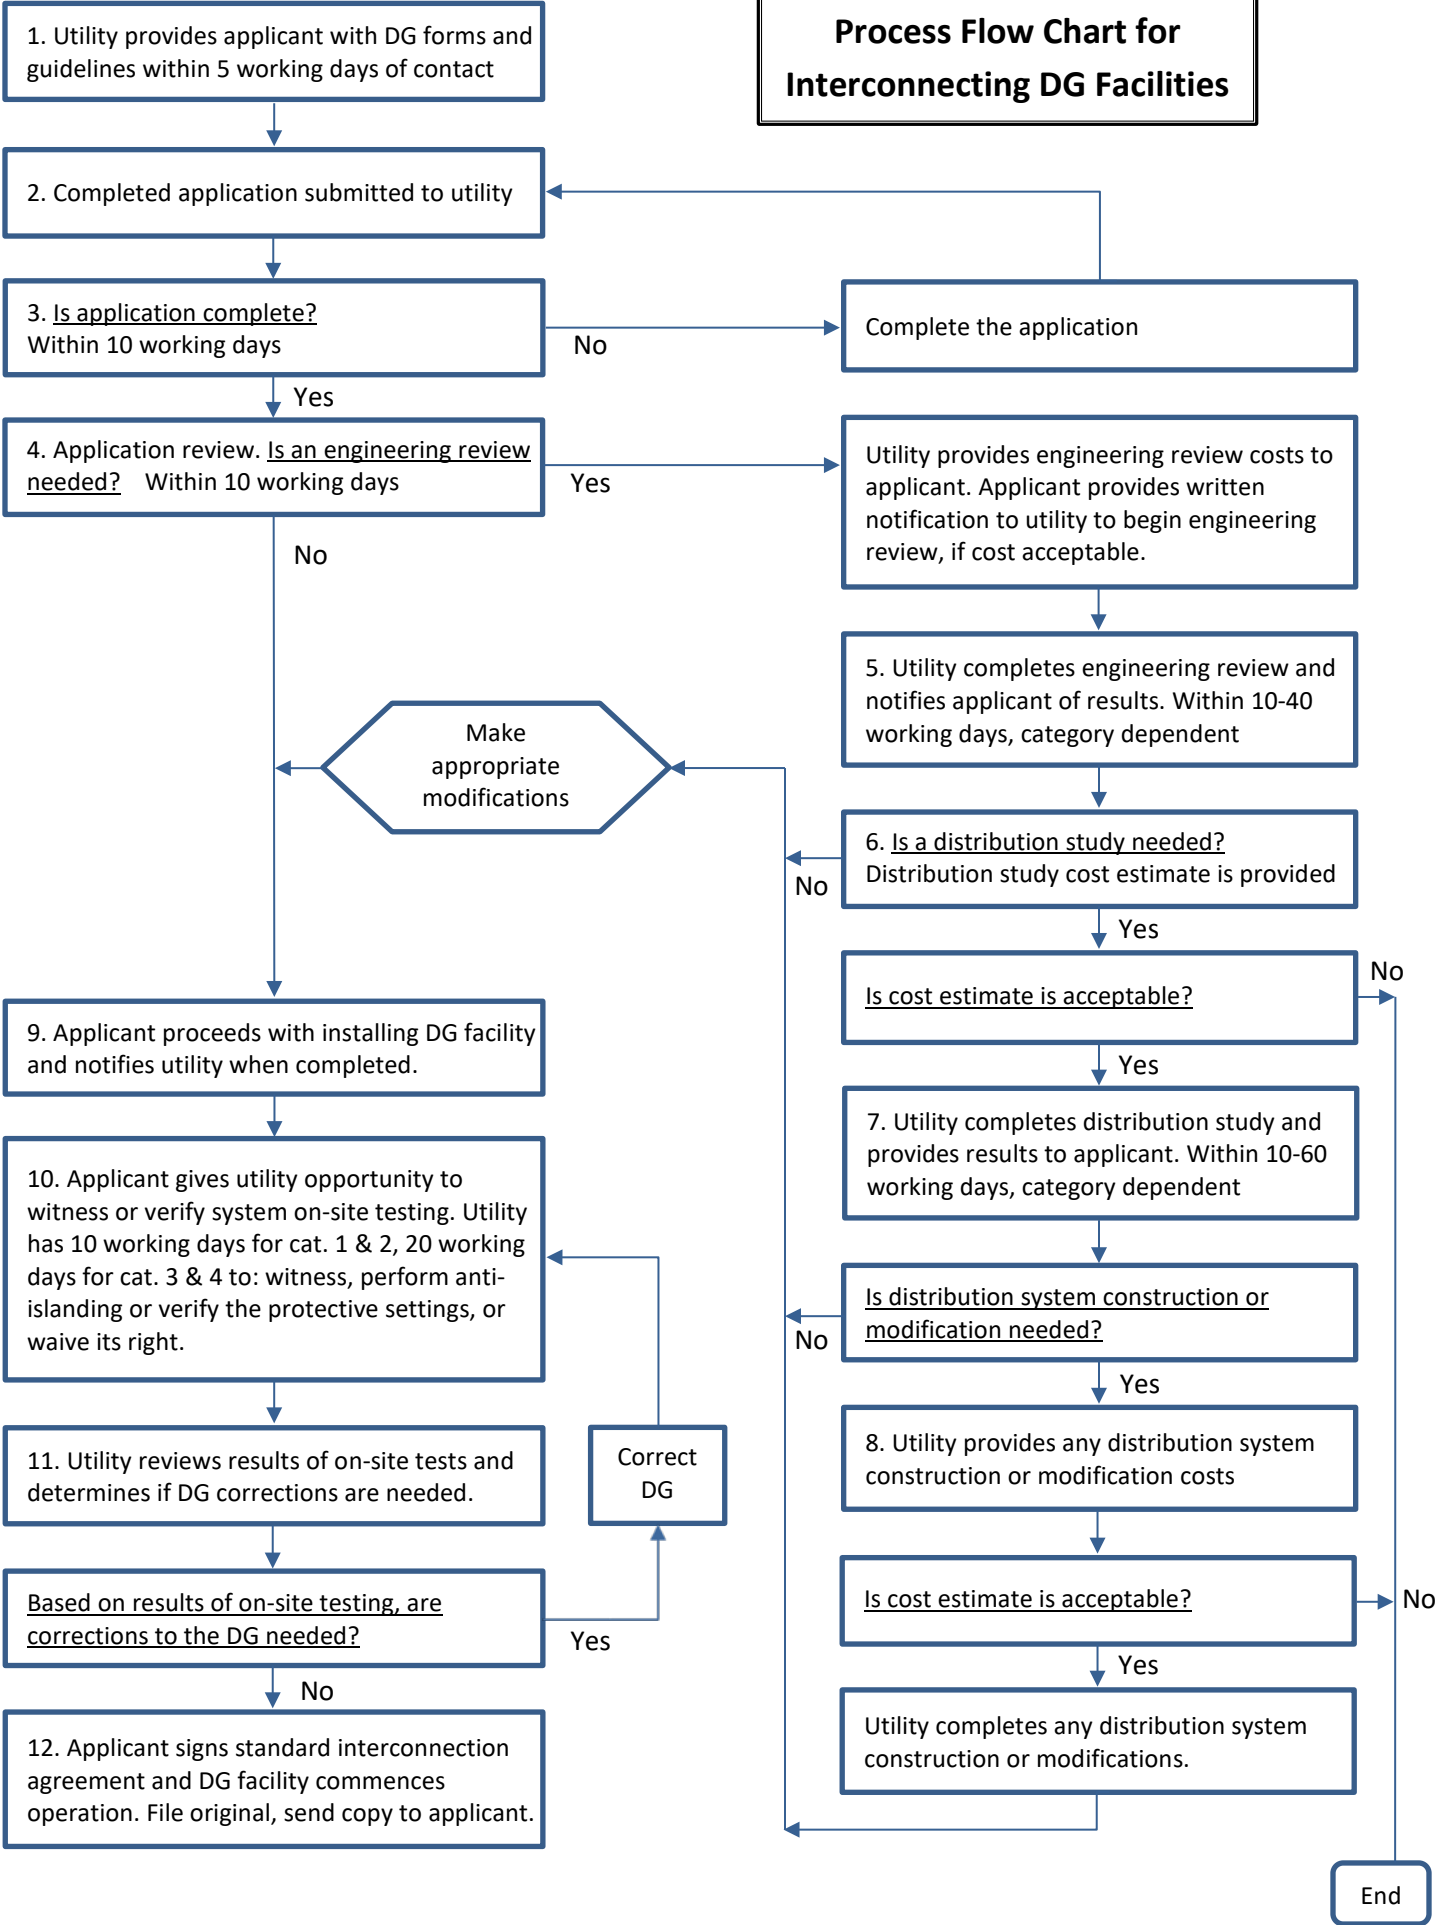 Process Flow Chart for
Interconnecting DG Facilities
1. Utility provides applicant with DG forms and
guidelines within 5 working days of contact
2. Completed application submitted to utility
3. Is application complete?
Within 10 working days
No
Complete the application
Yes
4. Application review. Is an engineering review
needed?    Within 10 working days
Yes
No
Utility provides engineering review costs to
applicant. Applicant provides written
notification to utility to begin engineering
review, if cost acceptable.
5. Utility completes engineering review and
notifies applicant of results. Within 10-40
working days, category dependent
Make
appropriate
modifications
6. Is a distribution study needed?
Distribution study cost estimate is provided
No
Yes
Is cost estimate is acceptable?
No
Yes
7. Utility completes distribution study and
provides results to applicant. Within 10-60
working days, category dependent
Is distribution system construction or
modification needed?
No
Yes
8. Utility provides any distribution system
construction or modification costs
Is cost estimate is acceptable?
No
Yes
Utility completes any distribution system
construction or modifications.
End
9. Applicant proceeds with installing DG facility
and notifies utility when completed.
10. Applicant gives utility opportunity to
witness or verify system on-site testing. Utility
has 10 working days for cat. 1 & 2, 20 working
days for cat. 3 & 4 to: witness, perform anti-
islanding or verify the protective settings, or
waive its right.
11. Utility reviews results of on-site tests and
determines if DG corrections are needed.
Correct
DG
Based on results of on-site testing, are
corrections to the DG needed?
Yes
No
12. Applicant signs standard interconnection
agreement and DG facility commences
operation. File original, send copy to applicant.